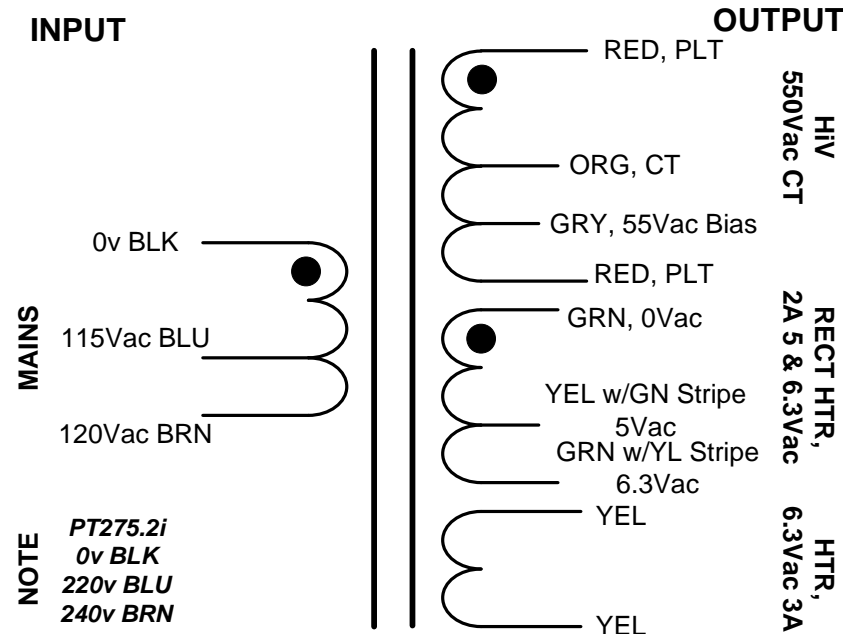 INPUT
OUTPUT
RED, PLT
ORG, CT
GRY, 55Vac Bias
RED, PLT
HiV
550Vac CT
0v BLK
115Vac BLU
120Vac BRN
MAINS
GRN, 0Vac
YEL w/GN Stripe
5Vac
GRN w/YL Stripe
6.3Vac
RECT HTR,
2A 5 & 6.3Vac
YEL
YEL
HTR,
6.3Vac 3A
NOTE
PT275.2i
0v BLK
220v BLU
240v BRN